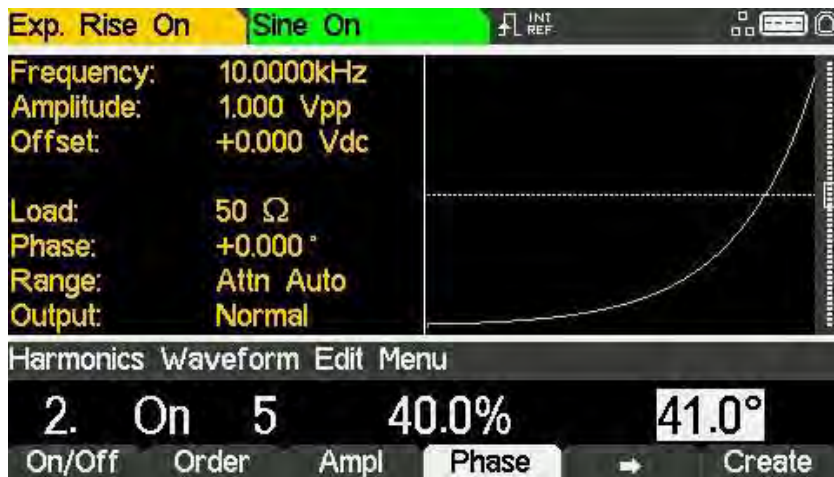 Exp. Rise On Sine On INT REF
Frequency: 10.0000kHz
Amplitude: 1.000 Vpp
Offset: +0.000 Vdc
Load: 50 Ω
Phase: +0.000 °
Range: Attn Auto
Output: Normal
Harmonics Waveform Edit Menu
2. On 5 40.0% 41.0°
On/Off Order Ampl Phase ➡ Create